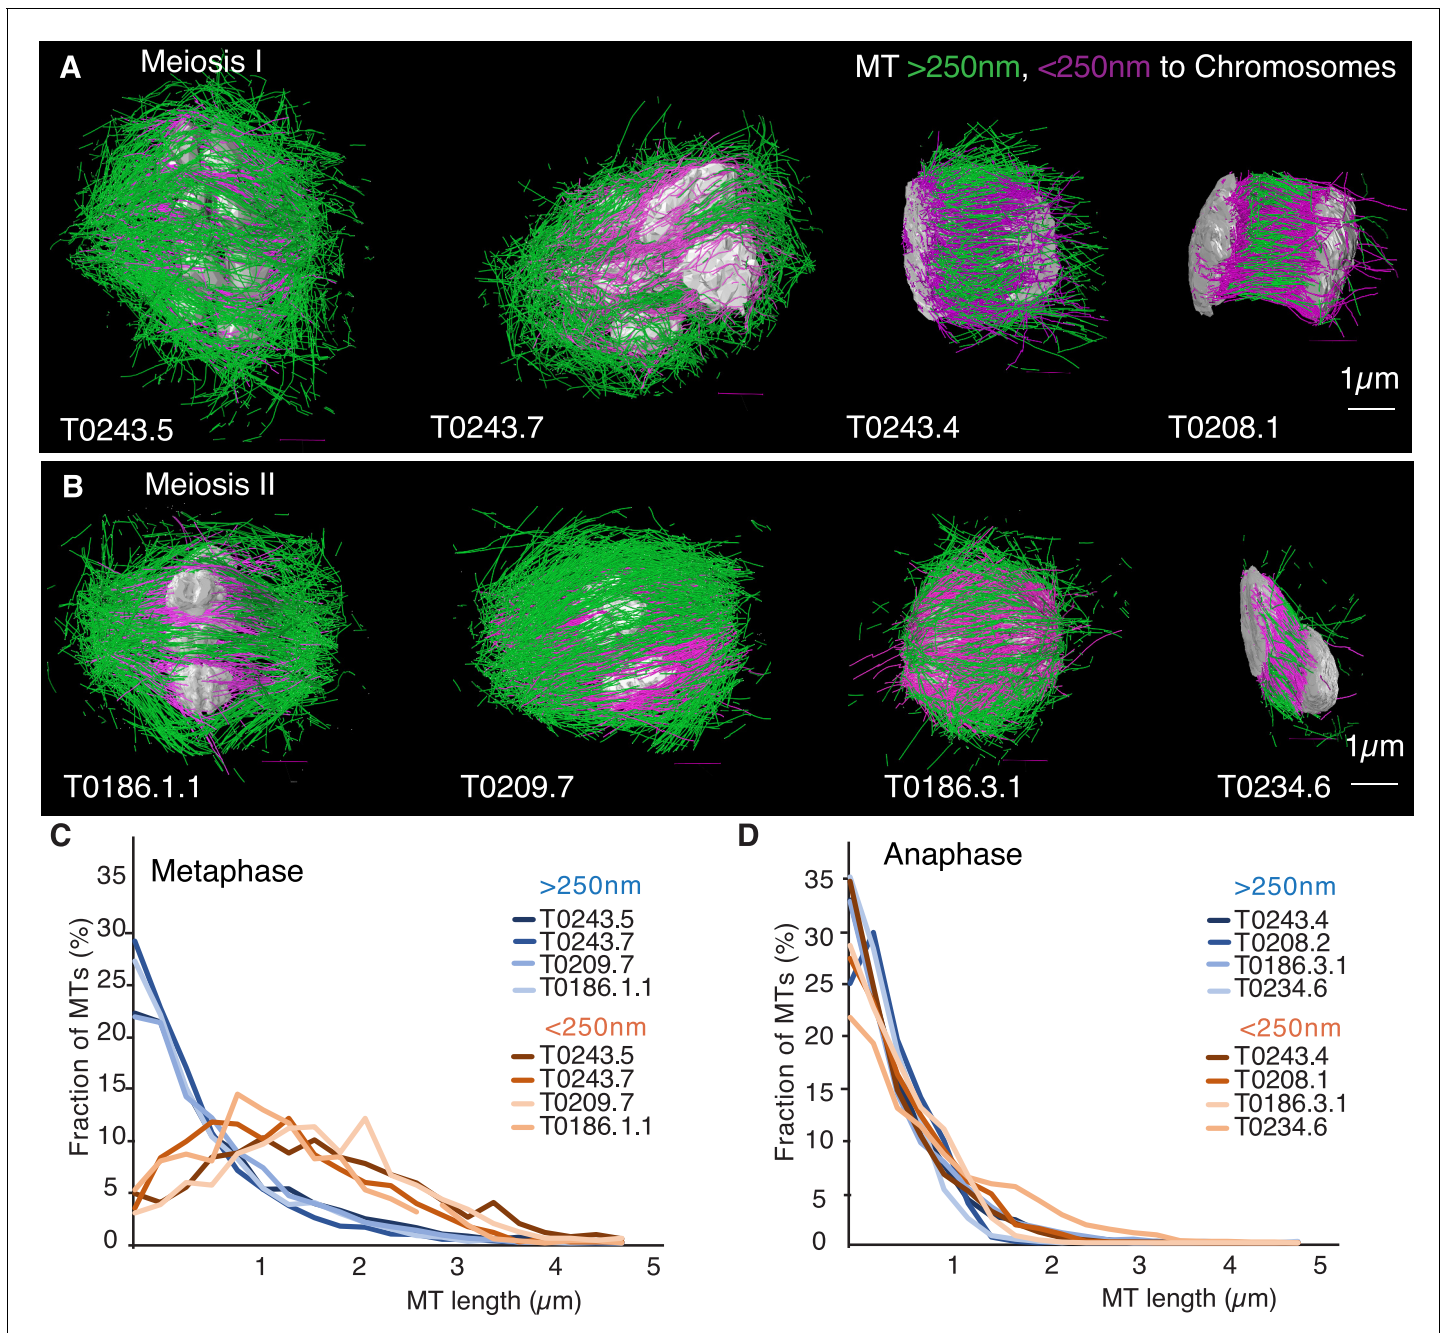 A Meiosis I
MT >250nm, <250nm to Chromosomes
1µm
T0243.5 T0243.7 T0243.4 T0208.1
B Meiosis II
1µm
T0186.1.1 T0209.7 T0186.3.1 T0234.6
C
Metaphase
Fraction of MTs (%)
35
30
25
20
15
10
5
0
1 2 3 4 5
MT length (µm)
>250nm
T0243.5
T0243.7
T0209.7
T0186.1.1
<250nm
T0243.5
T0243.7
T0209.7
T0186.1.1
D
Anaphase
Fraction of MTs (%)
35
30
25
20
15
10
5
0
1 2 3 4 5
MT length (µm)
>250nm
T0243.4
T0208.2
T0186.3.1
T0234.6
<250nm
T0243.4
T0208.1
T0186.3.1
T0234.6